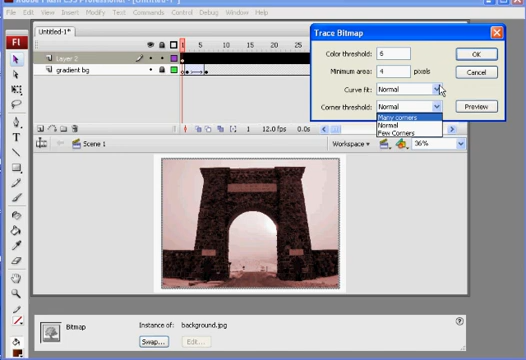 Adobe Flash CS3 Professional - [Untitled-1*]
File Edit View Insert Modify Text Commands Control Debug Window Help
Untitled-1*
1 5 10 15 20 25
Layer 2
gradient bg
1 12.0 fps 0.0s
Scene 1
Workspace
36%
Trace Bitmap
Color threshold: 6
OK
Minimum area: 4 pixels
Cancel
Curve fit: Normal
Corner threshold: Normal
Preview
Many corners
Normal
Few Corners
Fl
T
Bitmap
Instance of: background.jpg
Swap...
Edit...